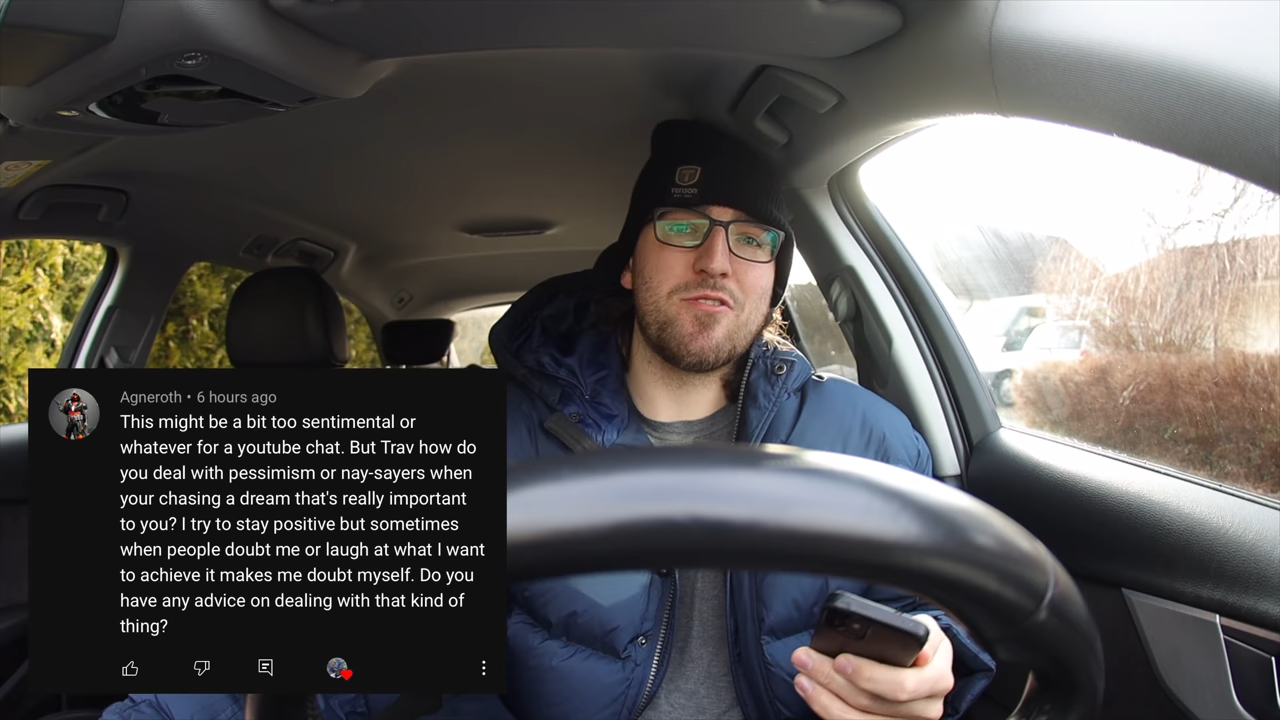 TENSON
Agneroth • 6 hours ago
This might be a bit too sentimental or
whatever for a youtube chat. But Trav how do
you deal with pessimism or nay-sayers when
your chasing a dream that's really important
to you? I try to stay positive but sometimes
when people doubt me or laugh at what I want
to achieve it makes me doubt myself. Do you
have any advice on dealing with that kind of
thing?